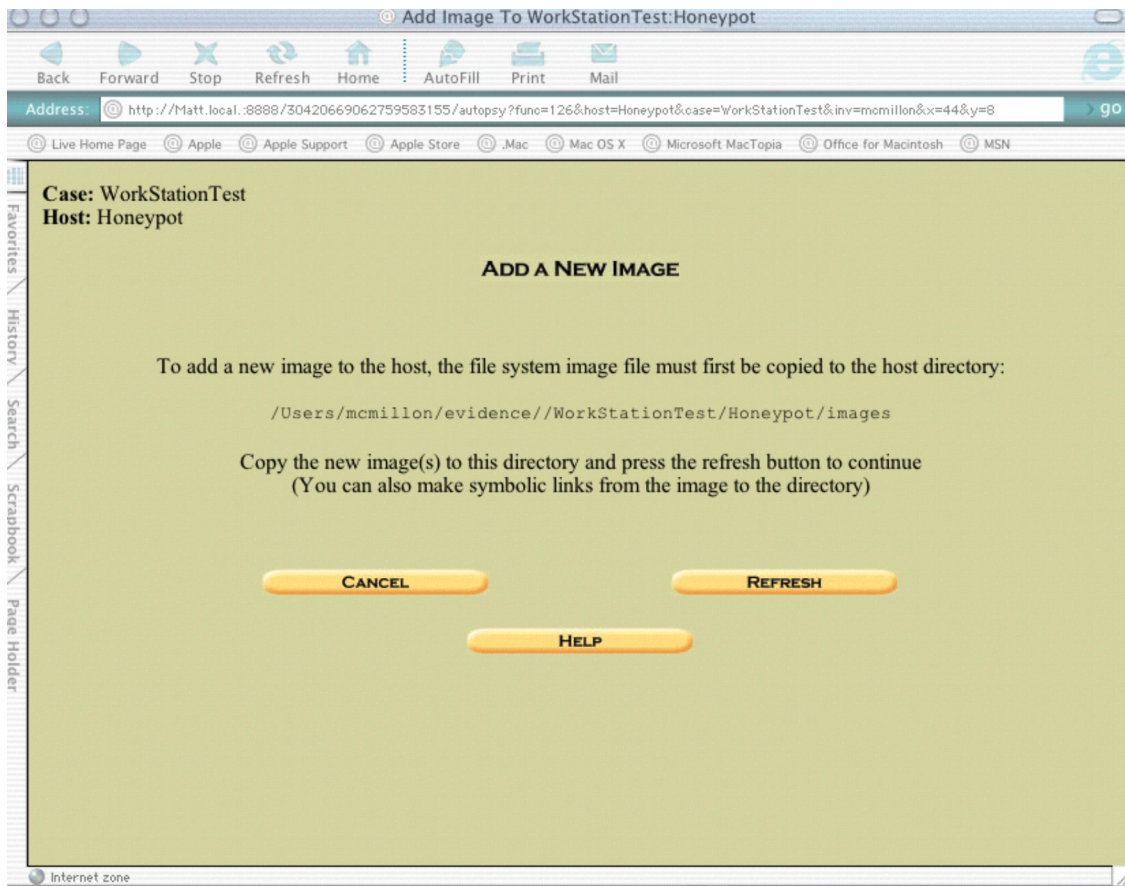 Add Image To WorkStationTest:Honeypot
Back Forward Stop Refresh Home AutoFill Print Mail
Address: http://Matt.local.:8888/30420669062759583155/autopsy?func=126&host=Honeypot&case=WorkStationTest&inv=mcmillon&x=44&y=8 go
Live Home Page Apple Apple Support Apple Store .Mac Mac OS X Microsoft MacTopia Office for Macintosh MSN
Favorites
History
Search
Scrapbook
Page Holder
Case: WorkStationTest
Host: Honeypot
ADD A NEW IMAGE
To add a new image to the host, the file system image file must first be copied to the host directory:
/Users/mcmillon/evidence//WorkStationTest/Honeypot/images
Copy the new image(s) to this directory and press the refresh button to continue
(You can also make symbolic links from the image to the directory)
CANCEL REFRESH
HELP
Internet zone